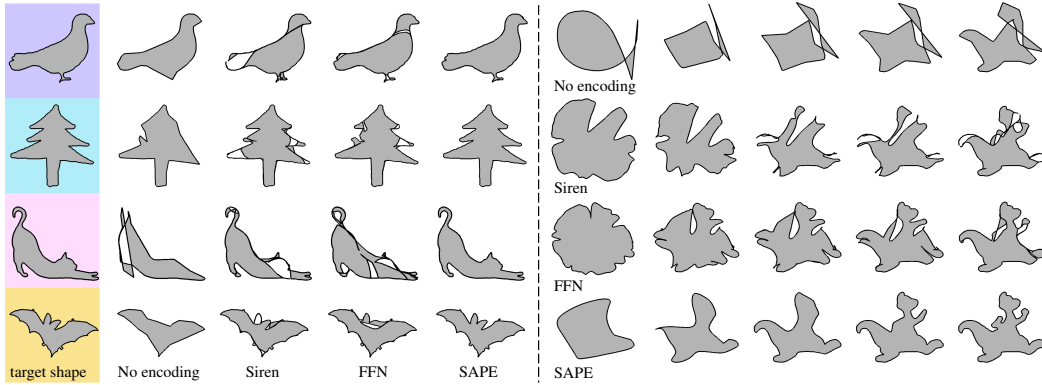 No encoding
Siren
FFN
target shape No encoding Siren FFN SAPE
SAPE